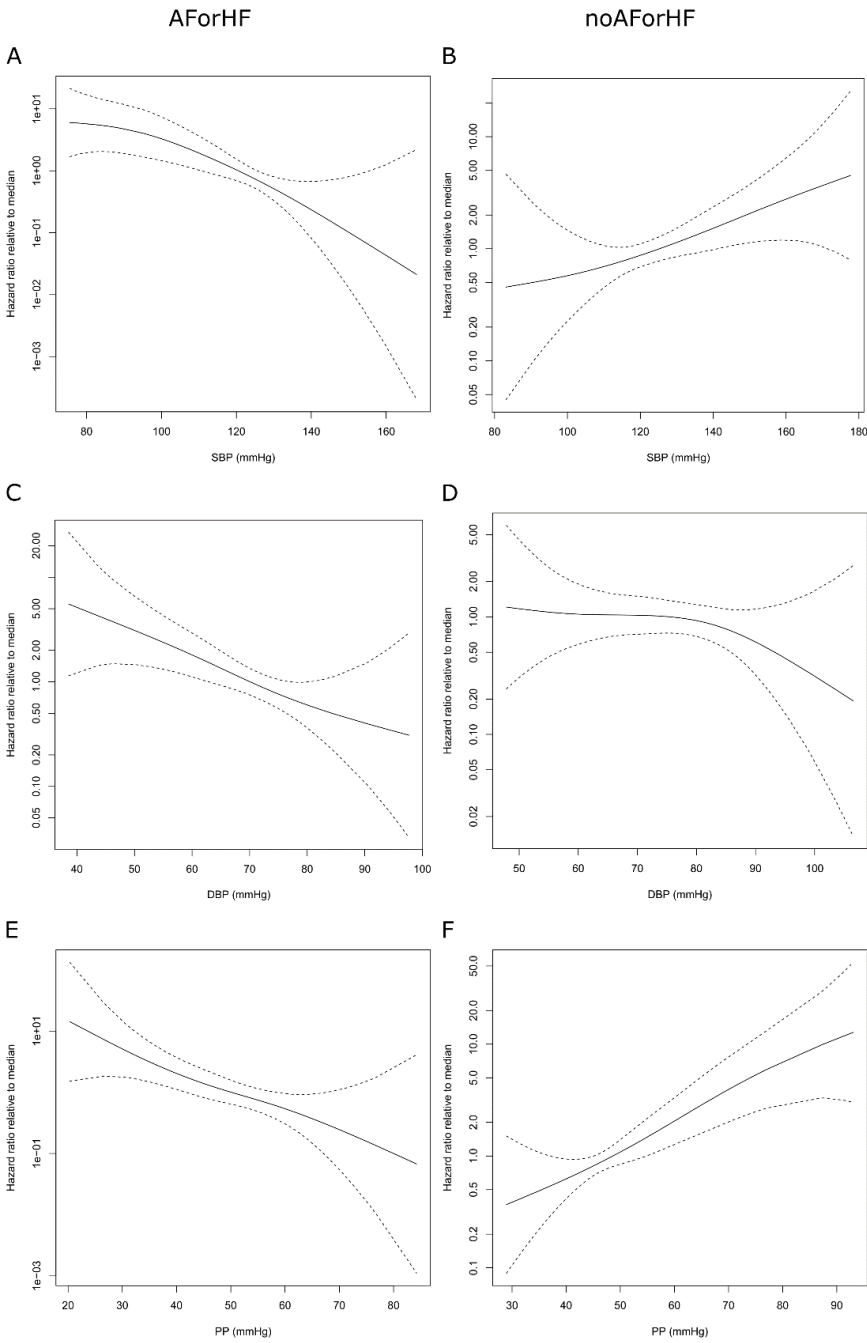 AForHF
noAForHF
A
Hazard ratio relative to median
1e+01
1e+00
1e−01
1e−02
1e−03
80 100 120 140 160
SBP (mmHg)
B
Hazard ratio relative to median
10.00
5.00
2.00
1.00
0.50
0.20
0.10
0.05
80 100 120 140 160 180
SBP (mmHg)
C
Hazard ratio relative to median
20.00
5.00
2.00
1.00
0.50
0.20
0.10
0.05
40 50 60 70 80 90 100
DBP (mmHg)
D
Hazard ratio relative to median
5.00
2.00
1.00
0.50
0.20
0.10
0.05
0.02
50 60 70 80 90 100
DBP (mmHg)
E
Hazard ratio relative to median
1e+01
1e−01
1e−03
20 30 40 50 60 70 80
PP (mmHg)
F
Hazard ratio relative to median
50.0
10.0
5.0
2.0
1.0
0.5
0.2
0.1
30 40 50 60 70 80 90
PP (mmHg)